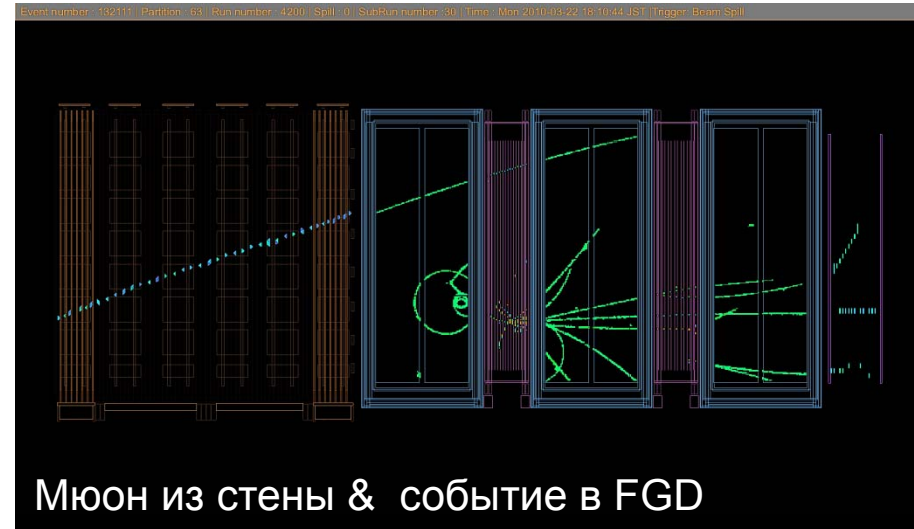 Event number : 132111 | Partition : 63 | Run number : 4200 | Spill : 0 | SubRun number :30 | Time : Mon 2010-03-22 18:10:44 JST |Trigger: Beam Spill
Мюон из стены & событие в FGD